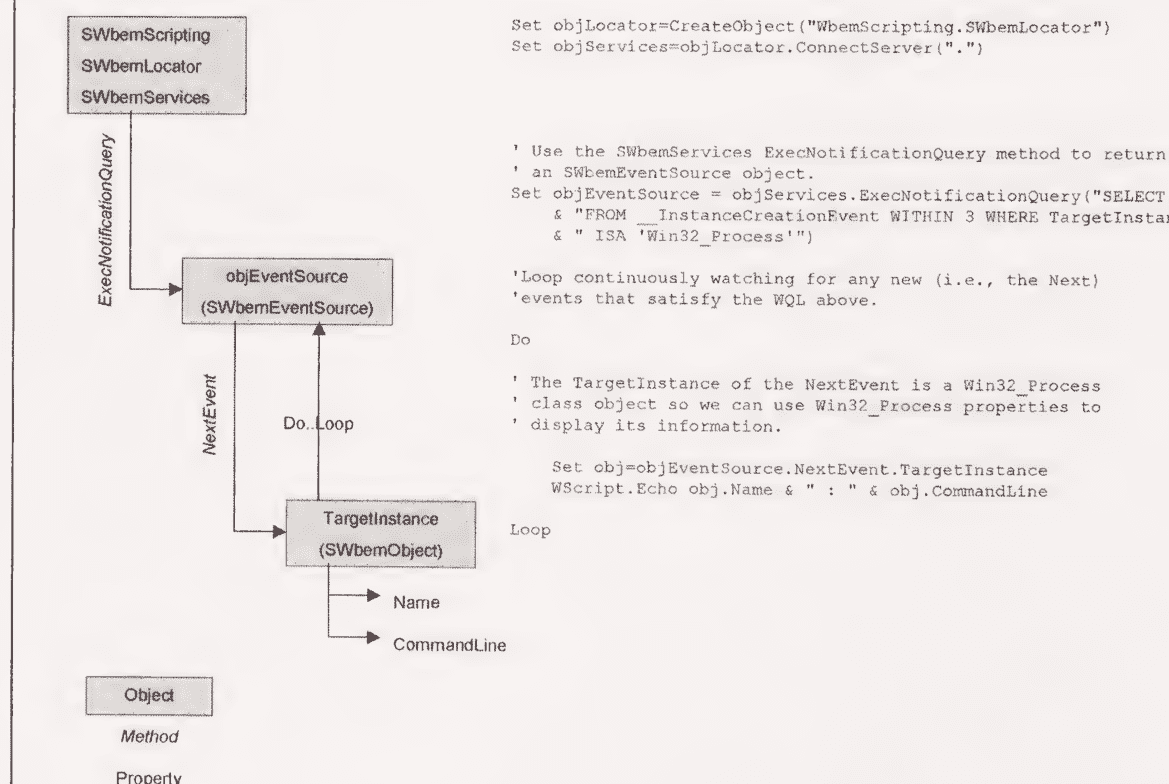 SWbemScripting
SWbemLocator
SWbemServices
ExecNotificationQuery
objEventSource
(SWbemEventSource)
NextEvent
Do..Loop
TargetInstance
(SWbemObject)
Name
CommandLine
Object
Method
Property
Set objLocator=CreateObject("WbemScripting.SWbemLocator")
Set objServices=objLocator.ConnectServer(".")
' Use the SWbemServices ExecNotificationQuery method to return
' an SWbemEventSource object.
Set objEventSource = objServices.ExecNotificationQuery("SELECT
& "FROM __InstanceCreationEvent WITHIN 3 WHERE
& " ISA 'Win32_Process'")
'Loop continuously watching for any new (i.e., the Next)
'events that satisfy the WQL above.
Do
' The TargetInstance of the NextEvent is a Win32_Process
' class object so we can use Win32_Process properties to
' display its information.
Set obj=objEventSource.NextEvent.TargetInstance
WScript.Echo obj.Name & " : " & obj.CommandLine
Loop